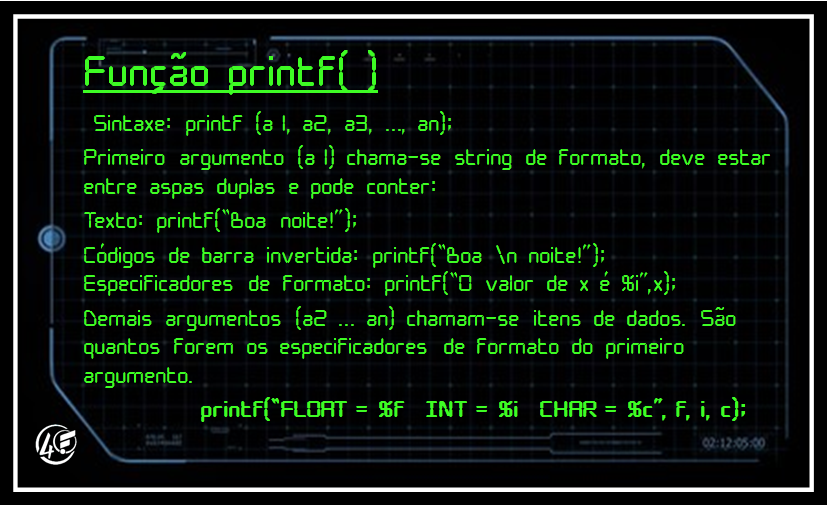 Função printf( )
Sintaxe: printf (a1, a2, a3, ..., an);
Primeiro argumento (a1) chama-se string de formato, deve estar
entre aspas duplas e pode conter:
Texto: printf("Boa noite!");
Códigos de barra invertida: printf("Boa \n noite!");
Especificadores de formato: printf("O valor de x é %i",x);
Demais argumentos (a2 ... an) chamam-se itens de dados. São
quantos forem os especificadores de formato do primeiro
argumento.
printf("FLOAT = %f INT = %i CHAR = %c", f, i, c);
02:12:05:00